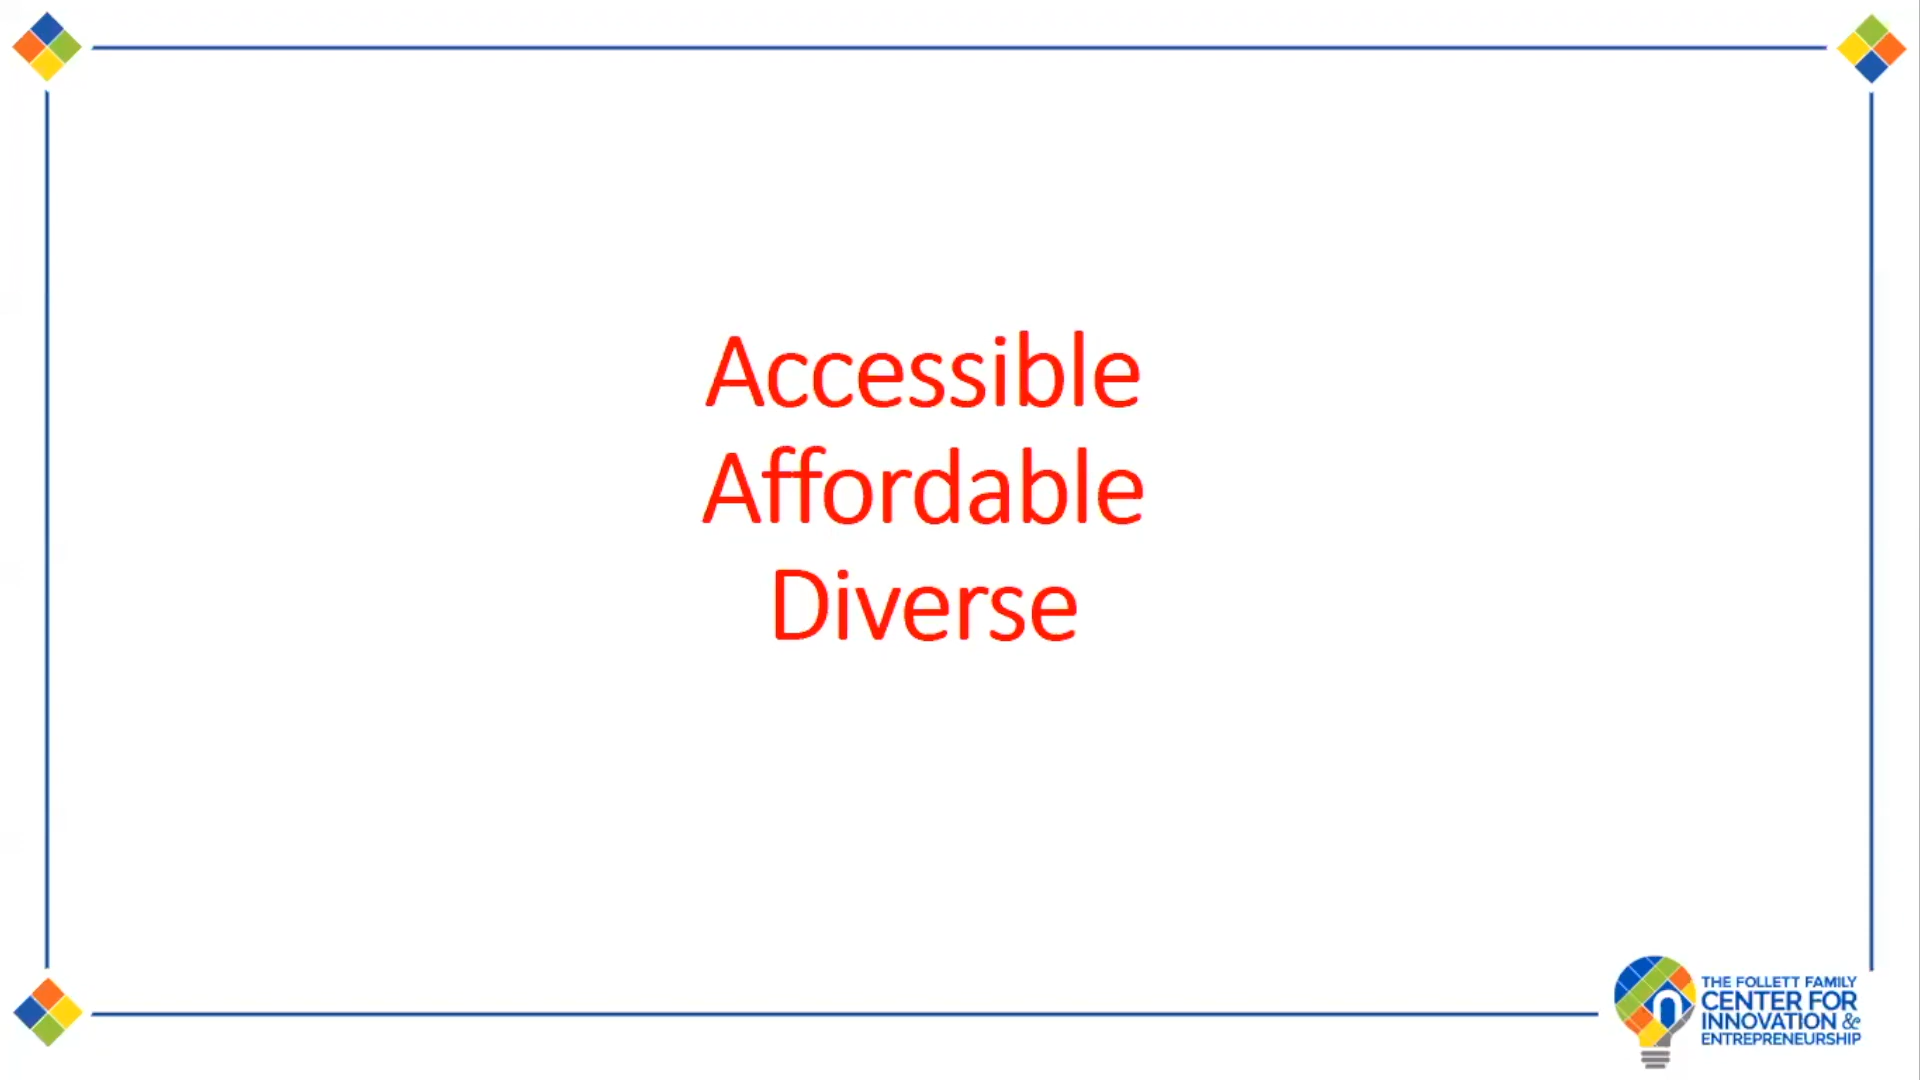 Accessible
Affordable
Diverse
THE FOLLETT FAMILY
CENTER FOR
INNOVATION &
ENTREPRENEURSHIP